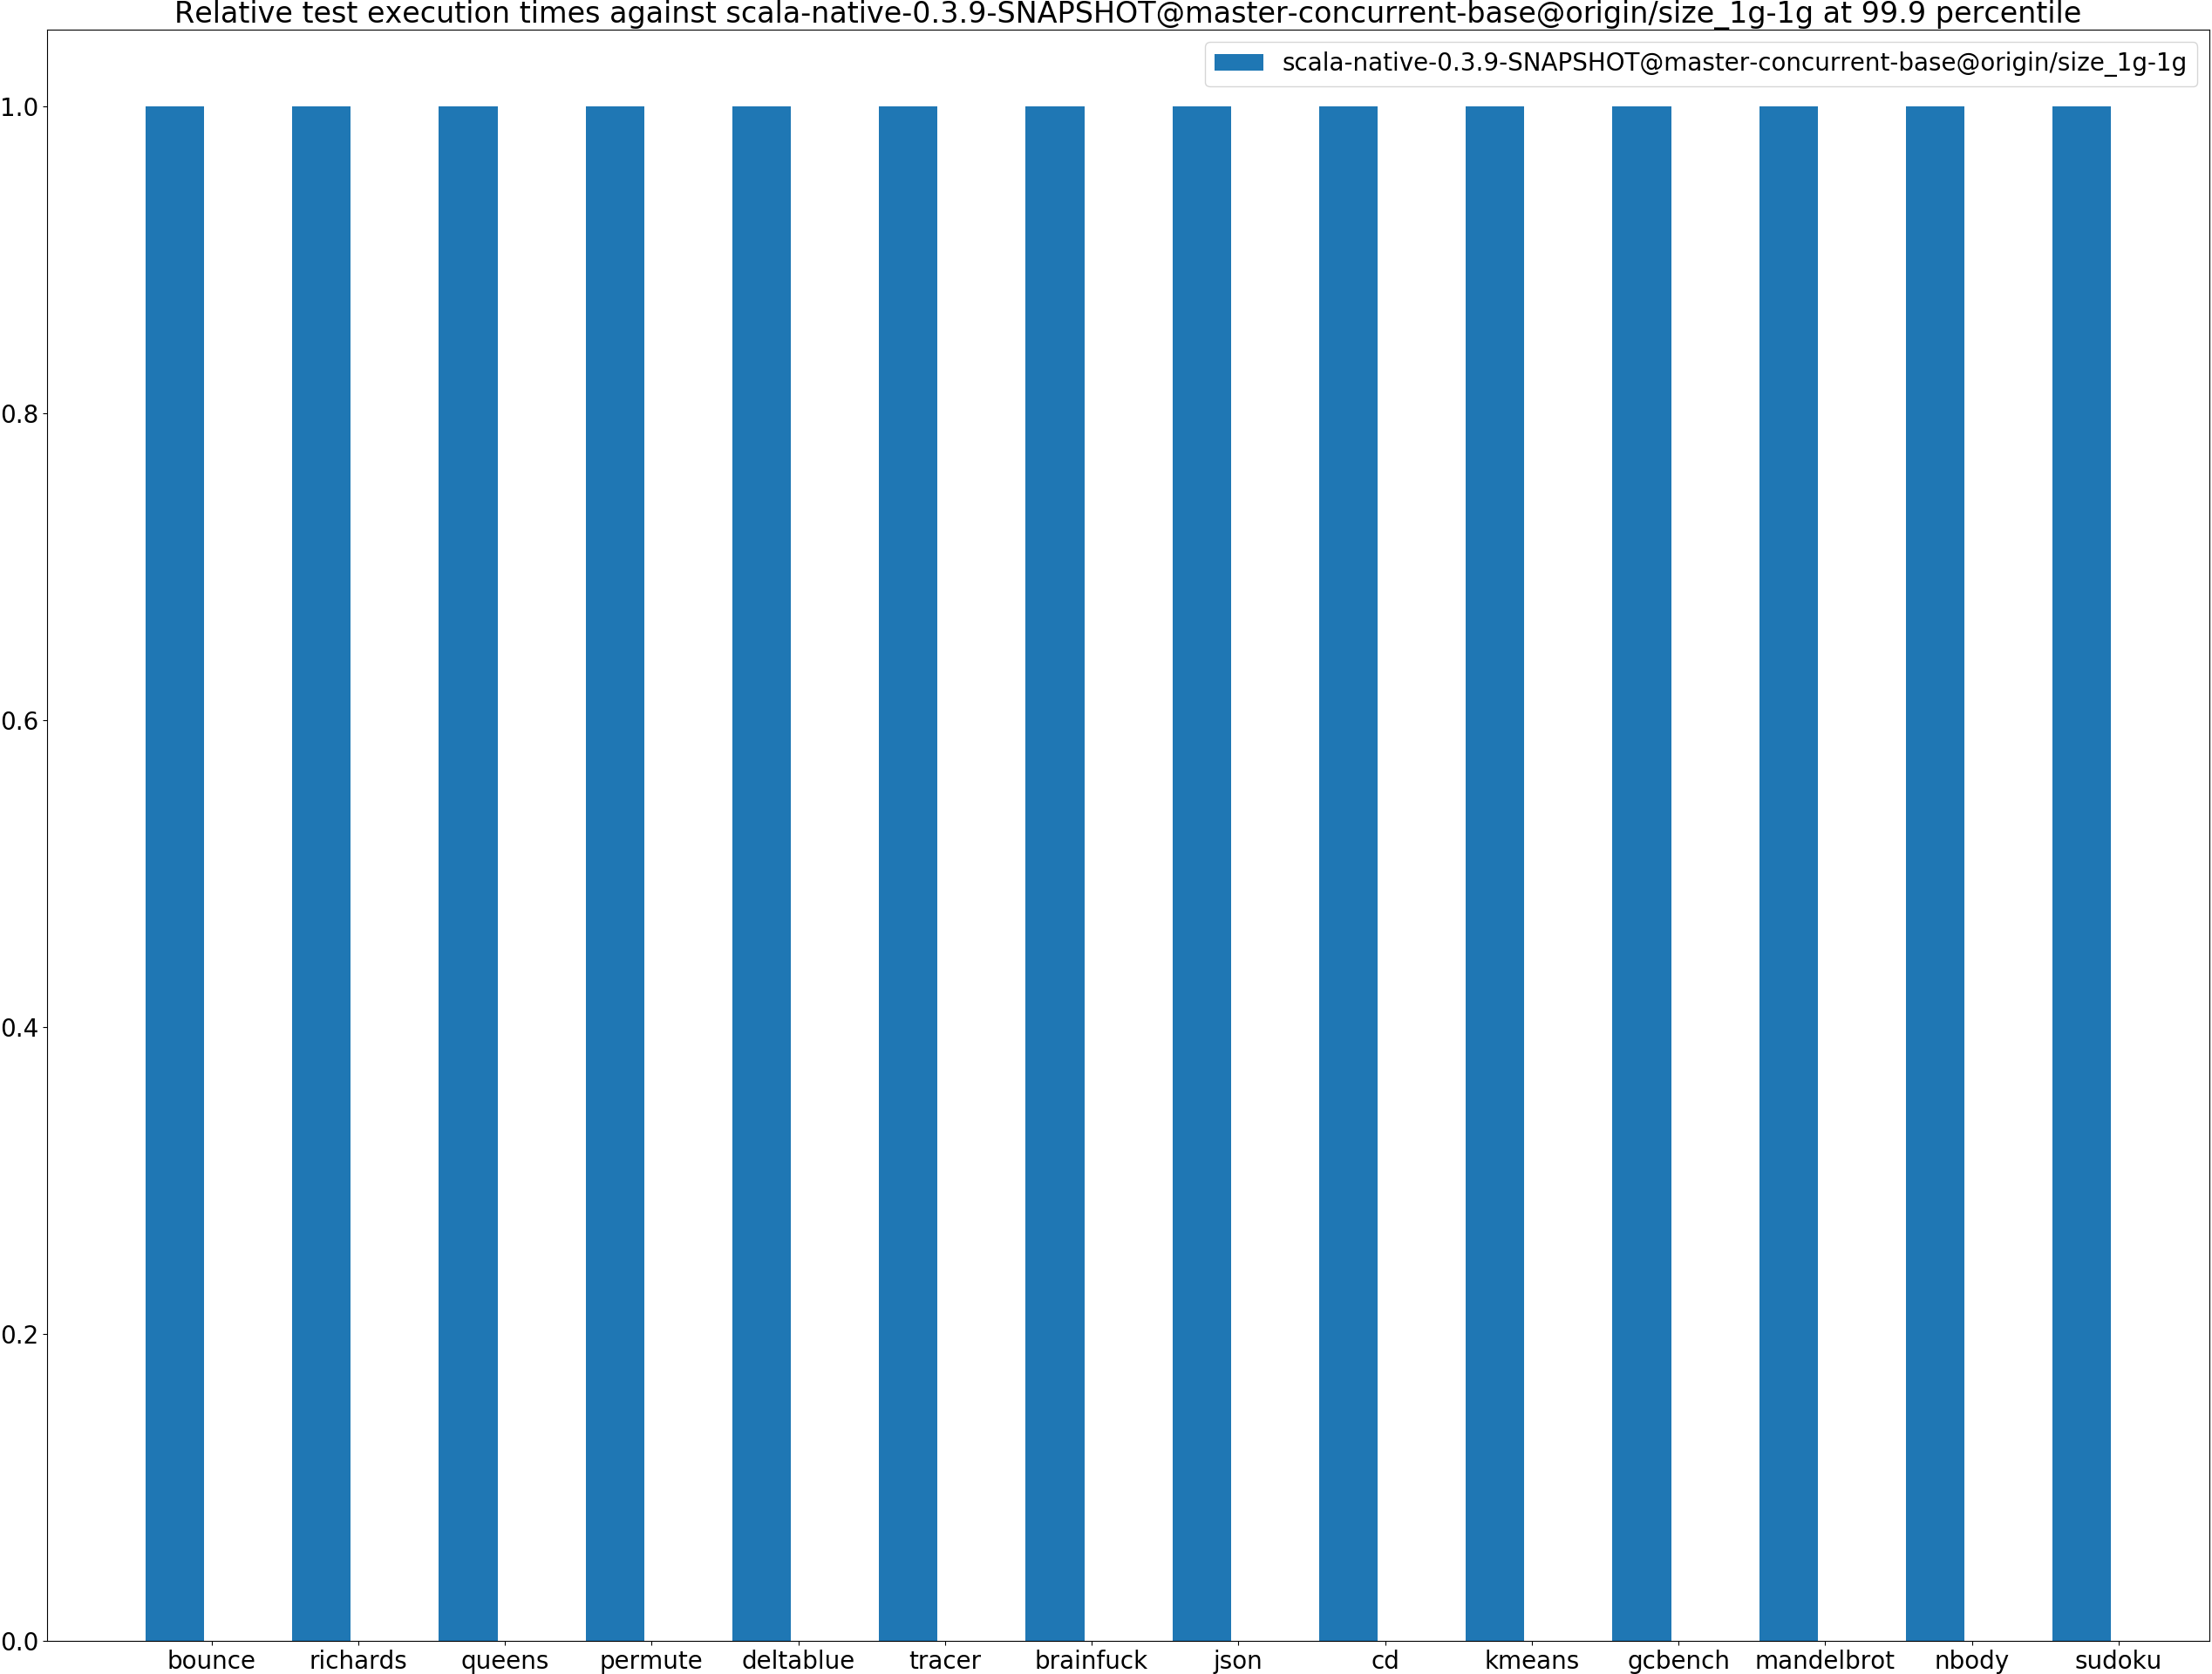 Relative test execution times against scala-native-0.3.9-SNAPSHOT@master-concurrent-base@origin/size_1g-1g at 99.9 percentile
scala-native-0.3.9-SNAPSHOT@master-concurrent-base@origin/size_1g-1g
1.0
0.8
0.6
0.4
0.2
0.0
bounce richards queens permute deltablue tracer brainfuck json cd kmeans gcbench mandelbrot nbody sudoku